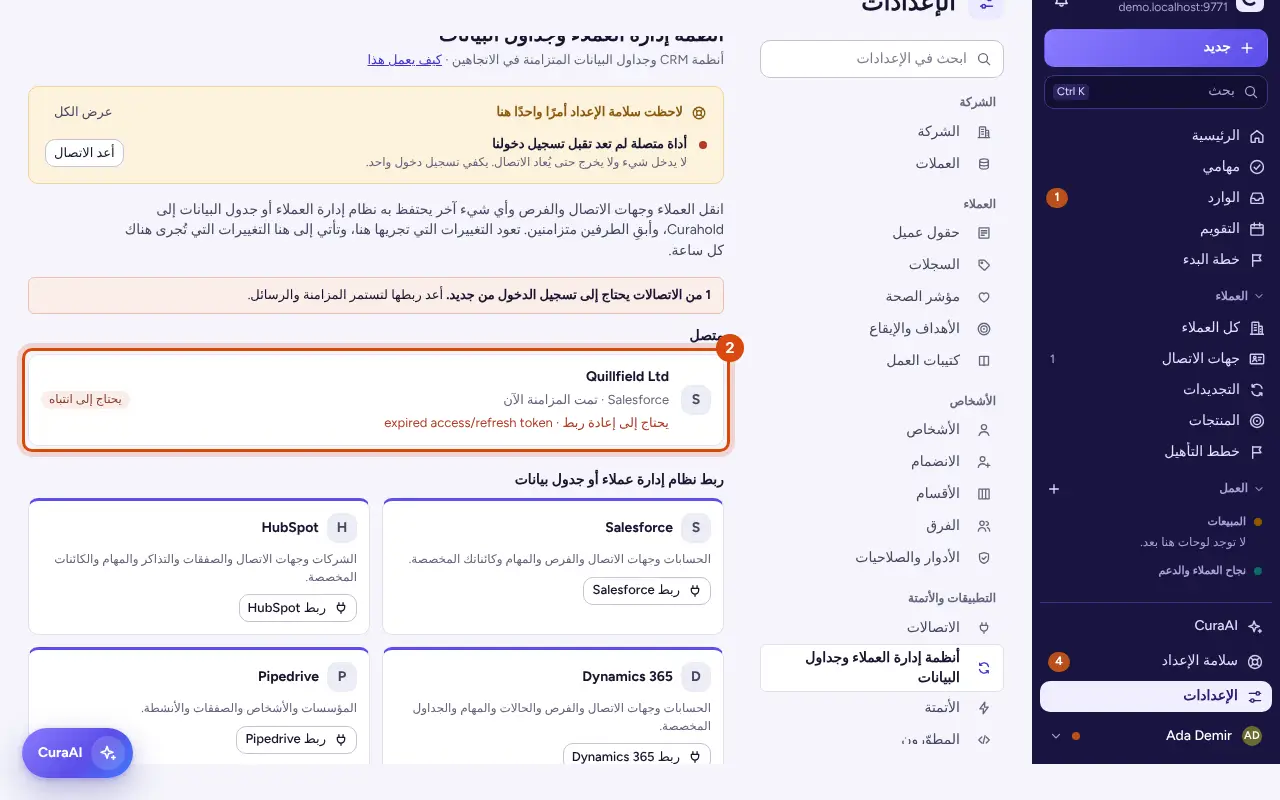 demo.localhost:9771
جديد
بحث
Ctrl K
الرئيسية
مهامي
الوارد
1
التقويم
خطة البدء
العملاء
كل العملاء
جهات الاتصال
1
التجديدات
المنتجات
خطط التأهيل
العمل
المبيعات
لا توجد لوحات هنا بعد.
نجاح العملاء والدعم
CuraAI
سلامة الإعداد
4
الإعدادات
AD
Ada Demir
الإعدادات
ابحث في الإعدادات
الشركة
الشركة
العملات
العملاء
حقول عميل
السجلات
مؤشر الصحة
الأهداف والإيقاع
كتيبات العمل
الأشخاص
الأشخاص
الانضمام
الأقسام
الفرق
الأدوار والصلاحيات
التطبيقات والأتمتة
الاتصالات
أنظمة إدارة العملاء وجداول
البيانات
الأتمتة
المطوّرون
أنظمة إدارة العملاء وجداول البيانات
أنظمة CRM وجداول البيانات المتزامنة في الاتجاهين · كيف يعمل هذا
لاحظت سلامة الإعداد أمرًا واحدًا هنا
عرض الكل
أداة متصلة لم تعد تقبل تسجيل دخولنا
لا يدخل شيء ولا يخرج حتى يُعاد الاتصال. يكفي تسجيل دخول واحد.
أعد الاتصال
انقل العملاء وجهات الاتصال والفرص وأي شيء آخر يحتفظ به نظام إدارة العملاء أو جدول البيانات إلى
Curahold، وأبقِ الطرفين متزامنين. تعود التغييرات التي تجريها هنا، وتأتي إلى هنا التغييرات التي تُجرى هناك
كل ساعة.
1 من الاتصالات يحتاج إلى تسجيل الدخول من جديد. أعد ربطها لتستمر المزامنة والرسائل.
متصل
2
S
Quillfield Ltd
Salesforce · تمت المزامنة الآن
يحتاج إلى إعادة ربط · expired access/refresh token
يحتاج إلى انتباه
ربط نظام إدارة عملاء أو جدول بيانات
S
Salesforce
الحسابات وجهات الاتصال والفرص والمهام وكائناتك المخصصة.
ربط Salesforce
H
HubSpot
الشركات وجهات الاتصال والصفقات والتذاكر والمهام والكائنات
المخصصة.
ربط HubSpot
D
Dynamics 365
الحسابات وجهات الاتصال والفرص والحالات والمهام والجداول
المخصصة.
ربط Dynamics 365
P
Pipedrive
المؤسسات والأشخاص والصفقات والأنشطة.
ربط Pipedrive
CuraAI